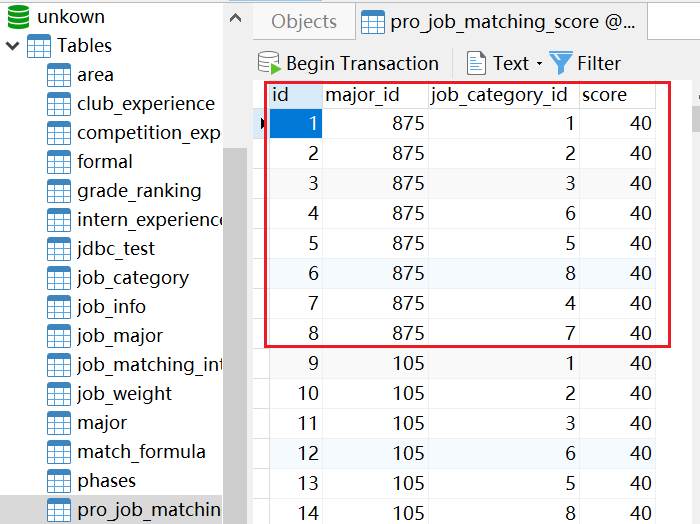 unkown
Tables
area
club_experience
competition_exp
formal
grade_ranking
intern_experience
jdbc_test
job_category
job_info
job_major
job_matching_int
job_weight
major
match_formula
phases
pro_job_matchin
Objects pro_job_matching_score @...
Begin Transaction Text Filter
id major_id job_category_id score
1 875 1 40
2 875 2 40
3 875 3 40
4 875 6 40
5 875 5 40
6 875 8 40
7 875 4 40
8 875 7 40
9 105 1 40
10 105 2 40
11 105 3 40
12 105 6 40
13 105 5 40
14 105 8 40